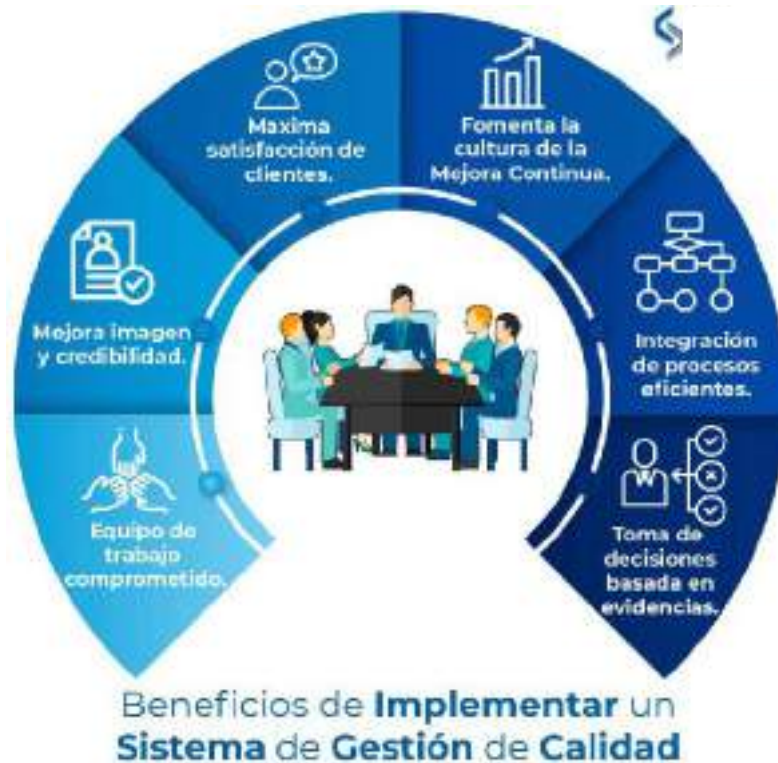 Equipo de
trabajo
comprometido.
Mejora imagen
y credibilidad.
Maxima
satisfacción de
clientes.
Fomenta la
cultura de la
Mejora Continua.
Integración
de procesos
eficientes.
Toma de
decisiones
basada en
evidencias.
Beneficios de Implementar un
Sistema de Gestión de Calidad